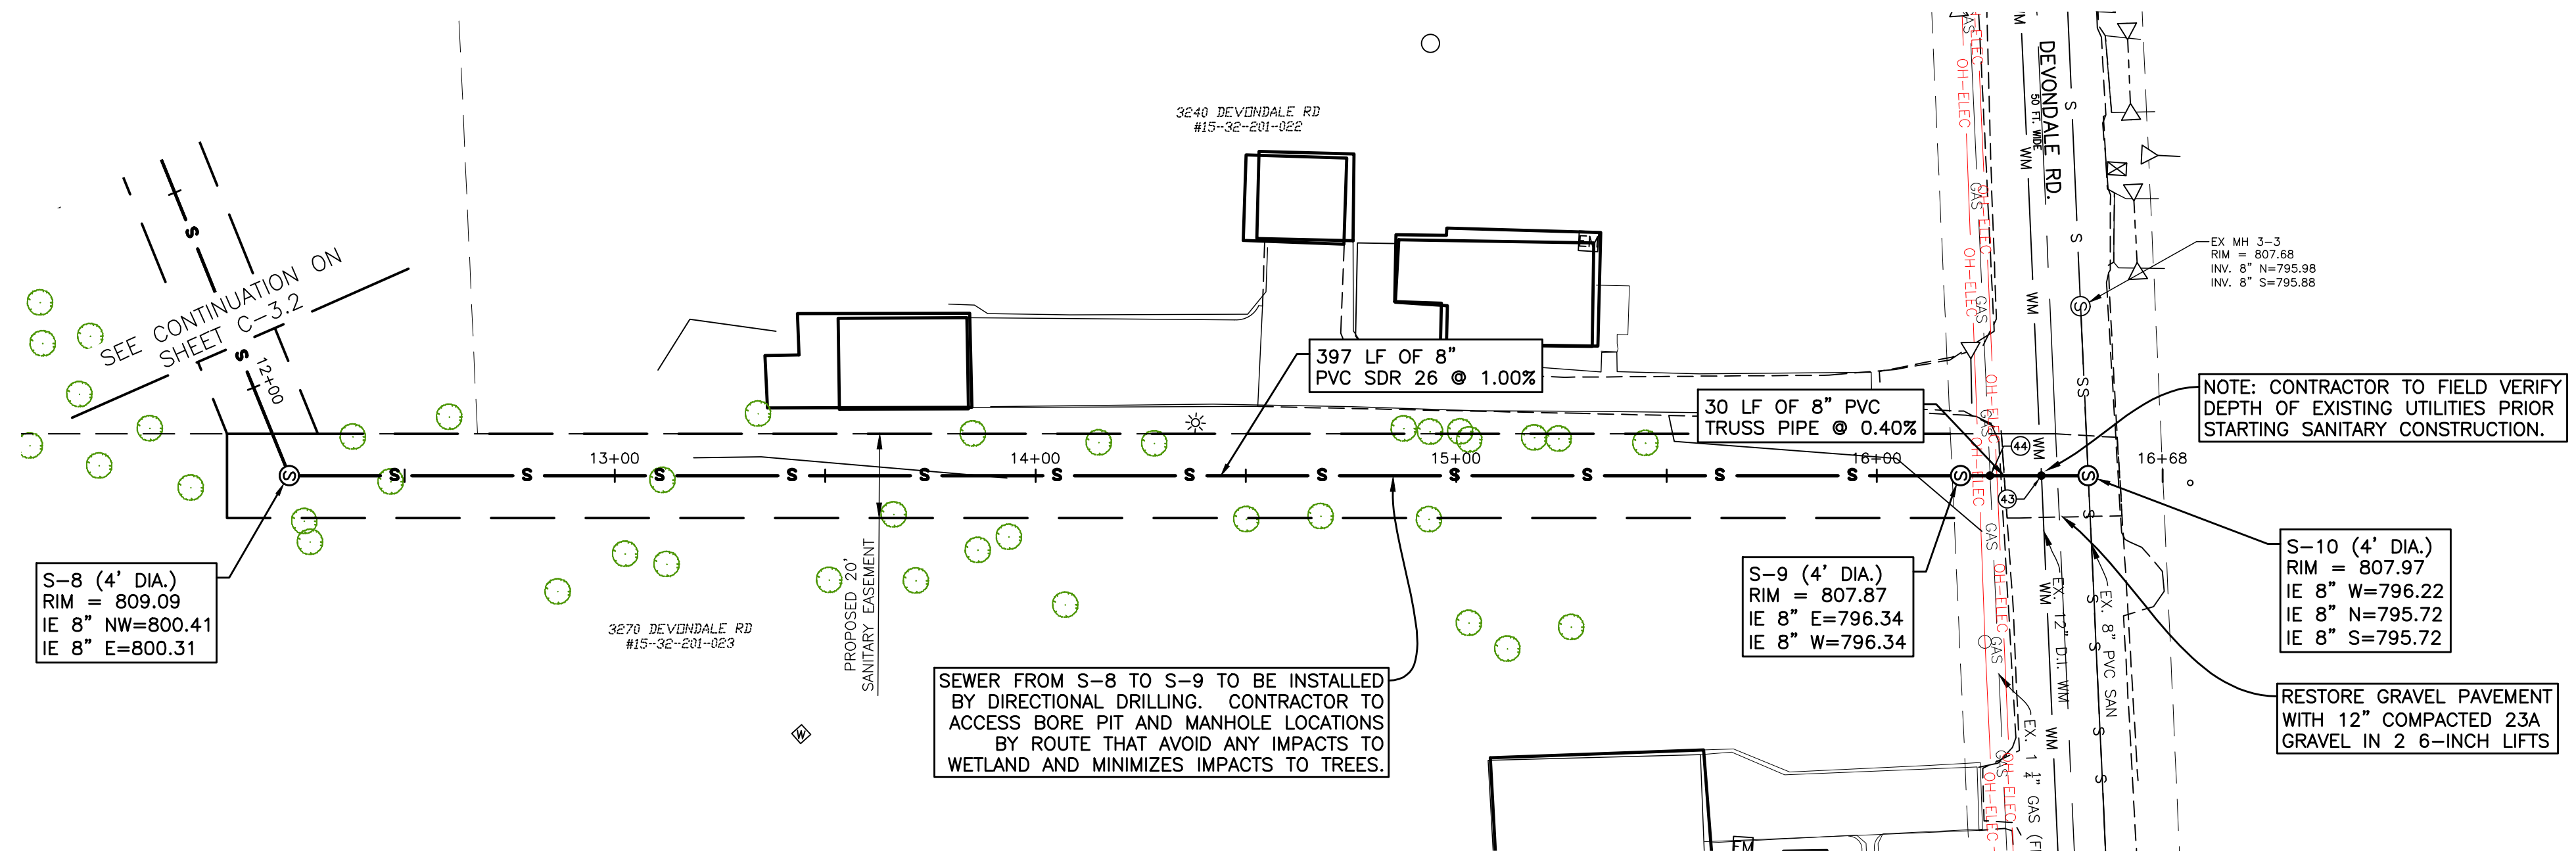 SEE CONTINUATION ON
SHEET C-3.2
12+00
S-8 (4' DIA.)
RIM = 809.09
IE 8" NW=800.41
IE 8" E=800.31
13+00
14+00
15+00
16+00
16+68
3240 DEVONDALE RD
#15-32-201-022
EM
397 LF OF 8"
PVC SDR 26 @ 1.00%
30 LF OF 8" PVC
TRUSS PIPE @ 0.40%
3270 DEVONDALE RD
#15-32-201-023
PROPOSED 20'
SANITARY EASEMENT
W
SEWER FROM S-8 TO S-9 TO BE INSTALLED
BY DIRECTIONAL DRILLING. CONTRACTOR TO
ACCESS BORE PIT AND MANHOLE LOCATIONS
BY ROUTE THAT AVOID ANY IMPACTS TO
WETLAND AND MINIMIZES IMPACTS TO TREES.
S-9 (4' DIA.)
RIM = 807.87
IE 8" E=796.34
IE 8" W=796.34
DEVONDALE RD.
50 FT. WIDE
EX MH 3-3
RIM = 807.68
INV. 8" N=795.98
INV. 8" S=795.88
NOTE: CONTRACTOR TO FIELD VERIFY
DEPTH OF EXISTING UTILITIES PRIOR
STARTING SANITARY CONSTRUCTION.
44
43
S-10 (4' DIA.)
RIM = 807.97
IE 8" W=796.22
IE 8" N=795.72
IE 8" S=795.72
RESTORE GRAVEL PAVEMENT
WITH 12" COMPACTED 23A
GRAVEL IN 2 6-INCH LIFTS
EX. 12" D.I. WM
EX. 8" PVC SAN
EX. 1 1/4" GAS
OH-ELEC
GAS
WM
S
SS
EM